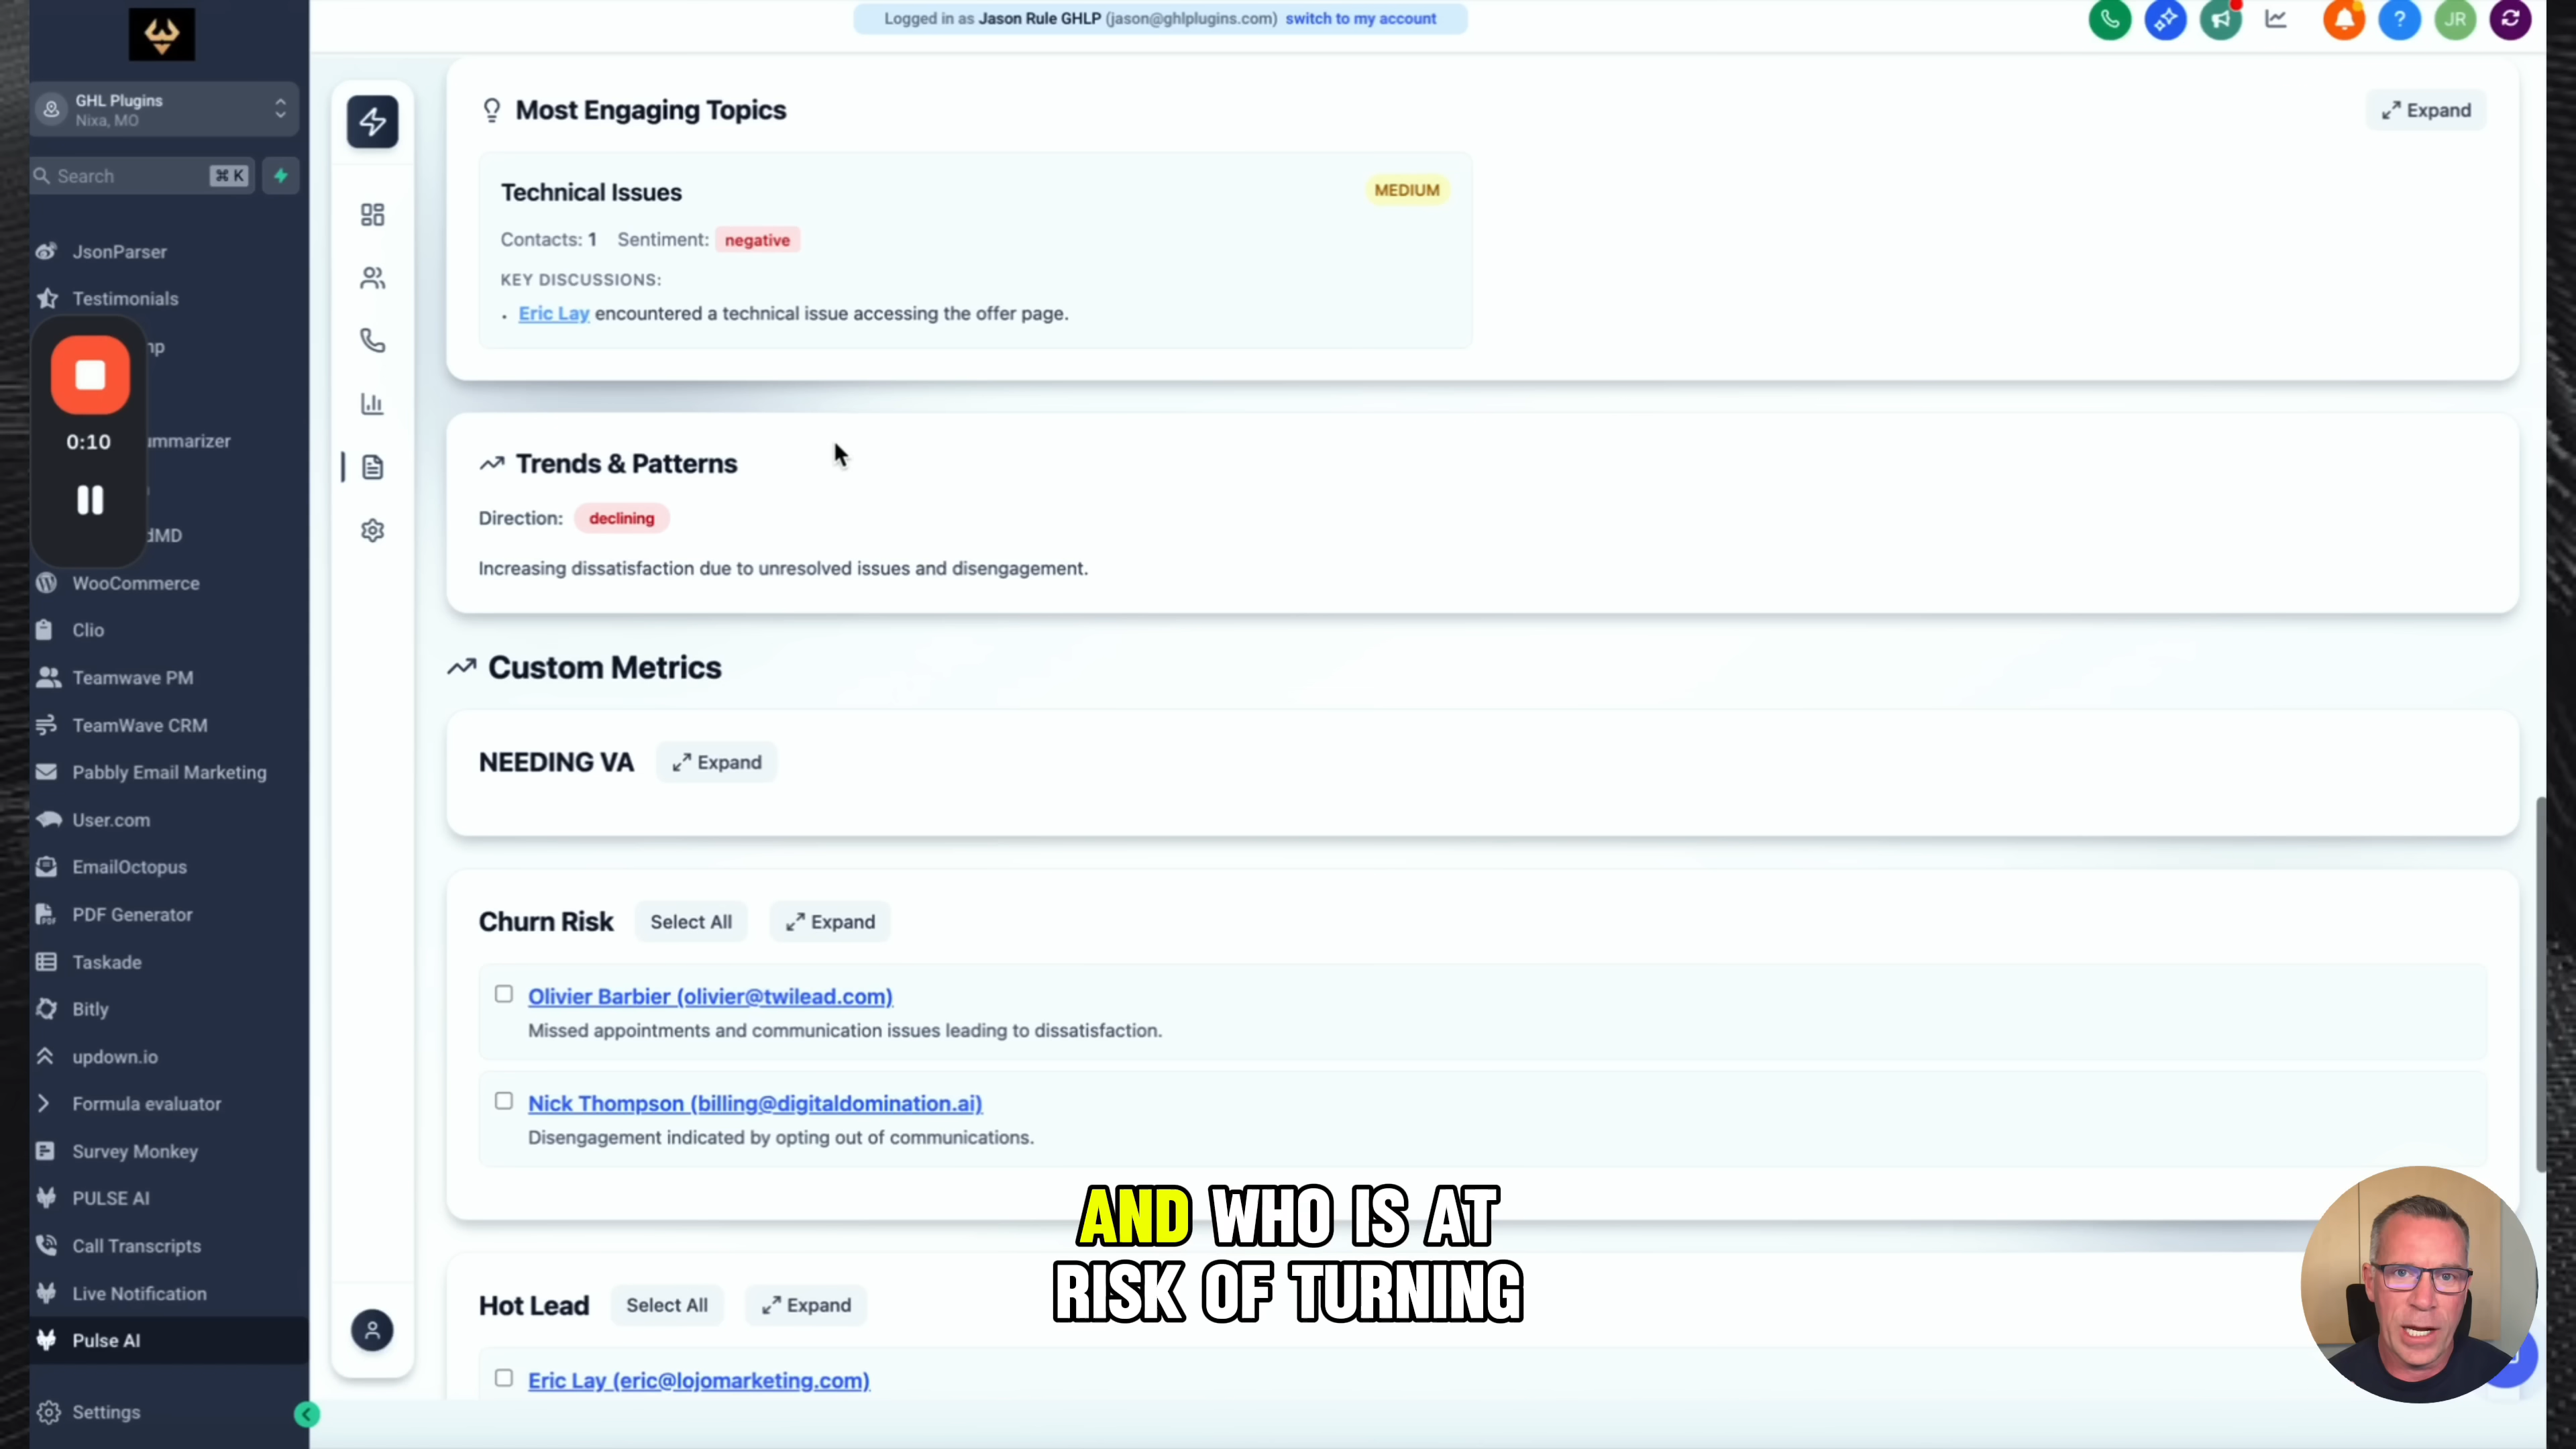 Logged in as Jason Rule GHLP (jason@ghlplugins.com) switch to my account
JR
GHL Plugins
Nixa, MO
Search ⌘ K
JsonParser
Testimonials
mp
ummarizer
dMD
WooCommerce
Clio
Teamwave PM
TeamWave CRM
Pabbly Email Marketing
User.com
EmailOctopus
PDF Generator
Taskade
Bitly
updown.io
Formula evaluator
Survey Monkey
PULSE AI
Call Transcripts
Live Notification
Pulse AI
Settings
0:10
Most Engaging Topics
Expand
Technical Issues
MEDIUM
Contacts: 1 Sentiment: negative
KEY DISCUSSIONS:
• Eric Lay encountered a technical issue accessing the offer page.
Trends & Patterns
Direction: declining
Increasing dissatisfaction due to unresolved issues and disengagement.
Custom Metrics
NEEDING VA Expand
Churn Risk Select All Expand
Olivier Barbier (olivier@twilead.com)
Missed appointments and communication issues leading to dissatisfaction.
Nick Thompson (billing@digitaldomination.ai)
Disengagement indicated by opting out of communications.
Hot Lead Select All Expand
Eric Lay (eric@lojomarketing.com)
AND WHO IS AT
RISK OF TURNING